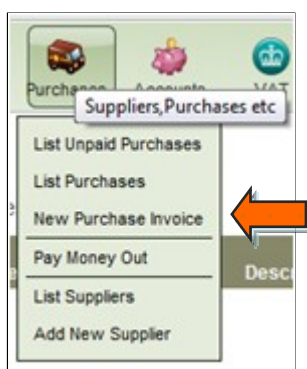 Purchases Accounts VAT
Suppliers,Purchases etc
List Unpaid Purchases
List Purchases
New Purchase Invoice
Pay Money Out
Descr
List Suppliers
Add New Supplier